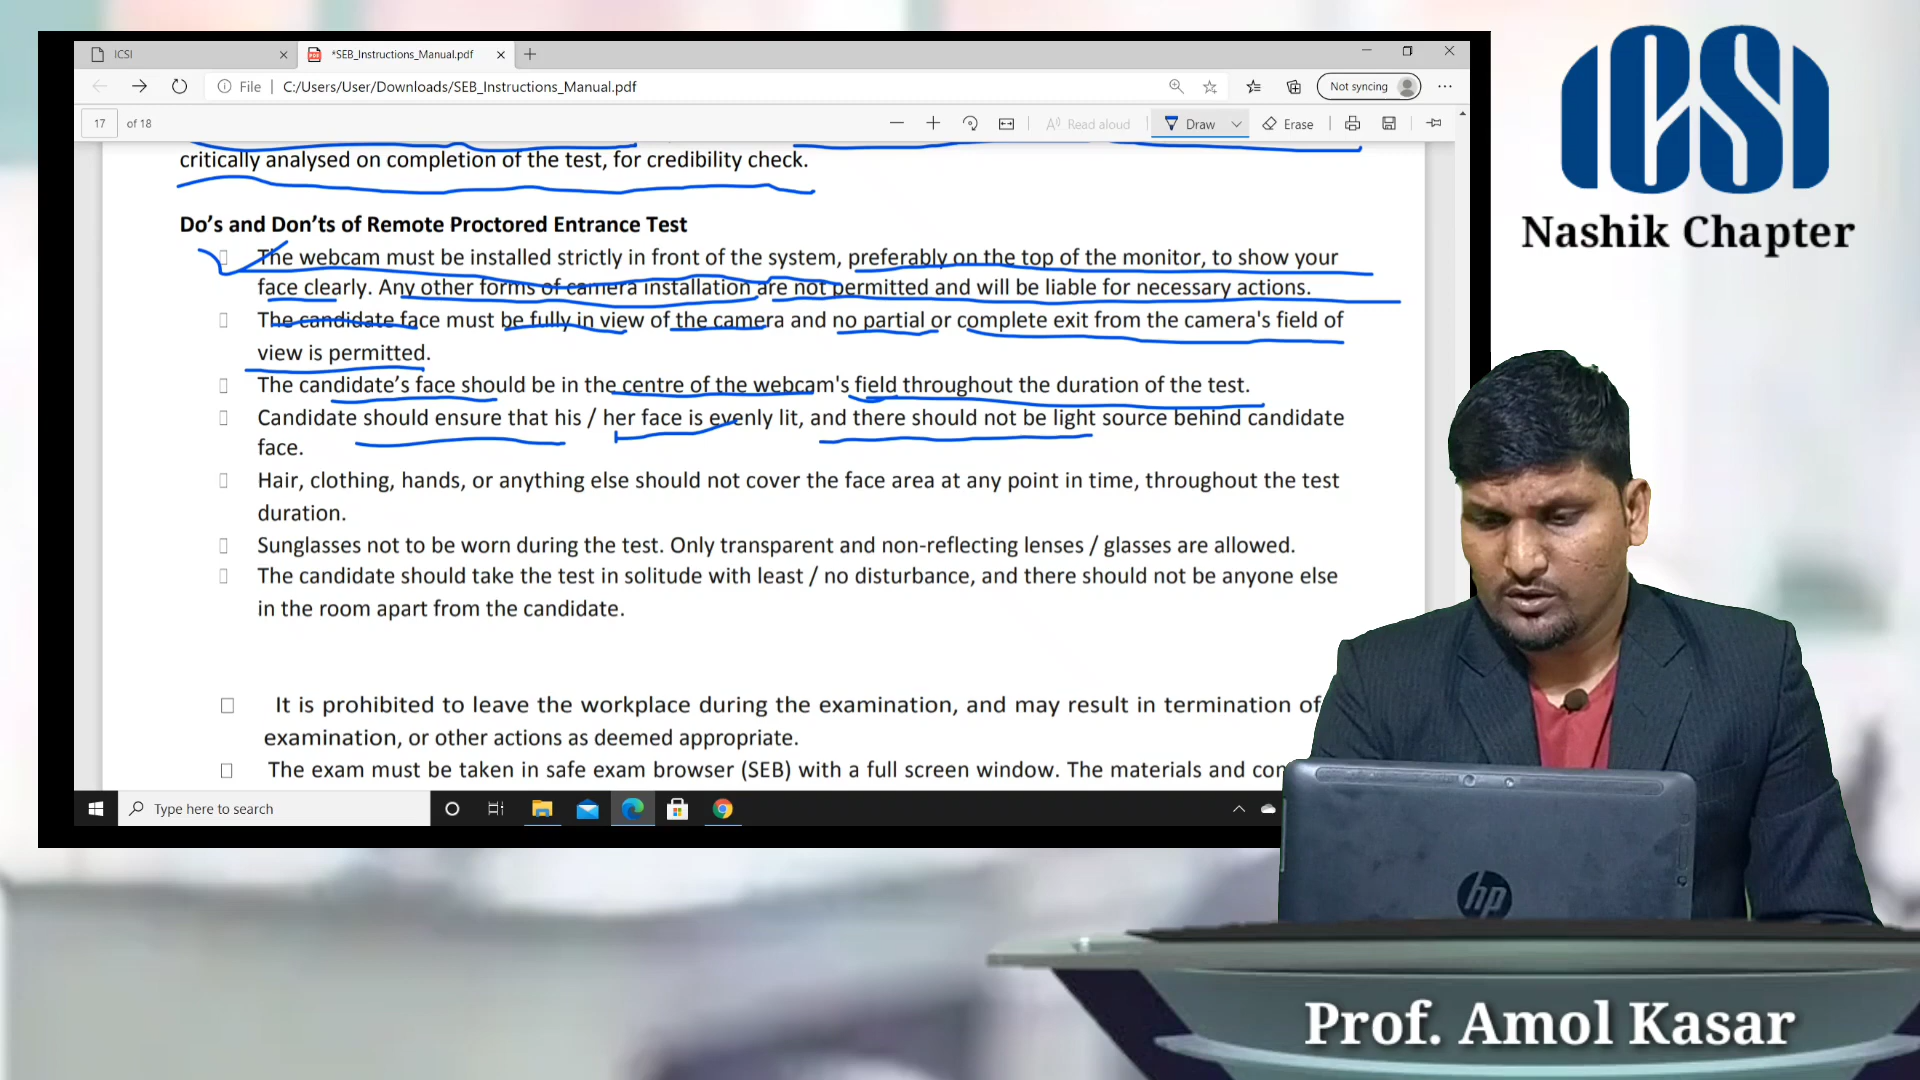 ICSI
*SEB_Instructions_Manual.pdf
File
C:/Users/User/Downloads/SEB_Instructions_Manual.pdf
Not syncing
17 of 18
Read aloud
Draw
Erase
critically analysed on completion of the test, for credibility check.
Do's and Don'ts of Remote Proctored Entrance Test
The webcam must be installed strictly in front of the system, preferably on the top of the monitor, to show your
face clearly. Any other forms of camera installation are not permitted and will be liable for necessary actions.
The candidate face must be fully in view of the camera and no partial or complete exit from the camera's field of
view is permitted.
The candidate's face should be in the centre of the webcam's field throughout the duration of the test.
Candidate should ensure that his / her face is evenly lit, and there should not be light source behind candidate
face.
Hair, clothing, hands, or anything else should not cover the face area at any point in time, throughout the test
duration.
Sunglasses not to be worn during the test. Only transparent and non-reflecting lenses / glasses are allowed.
The candidate should take the test in solitude with least / no disturbance, and there should not be anyone else
in the room apart from the candidate.
It is prohibited to leave the workplace during the examination, and may result in termination of
examination, or other actions as deemed appropriate.
The exam must be taken in safe exam browser (SEB) with a full screen window. The materials and con
Type here to search
ICSI
Nashik Chapter
hp
Prof. Amol Kasar